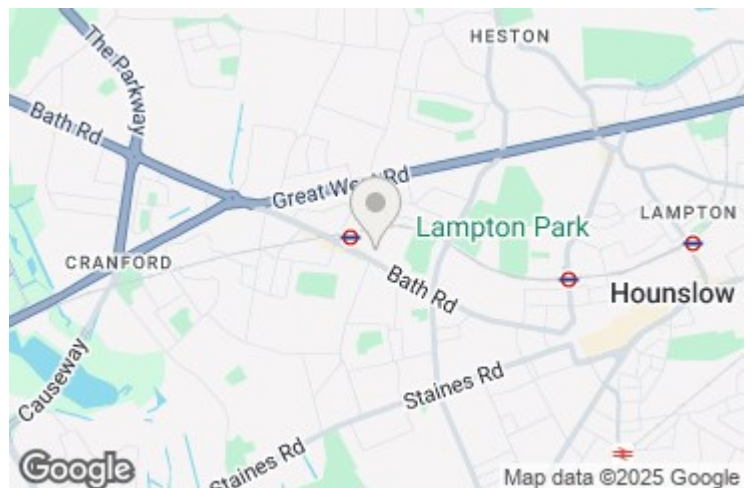 HESTON
The Parkway
Bath Rd
Great West Rd
Lampton Park
LAMPTON
CRANFORD
Bath Rd
Hounslow
Causeway
Staines Rd
Staines Rd
Google
Map data ©2025 Google